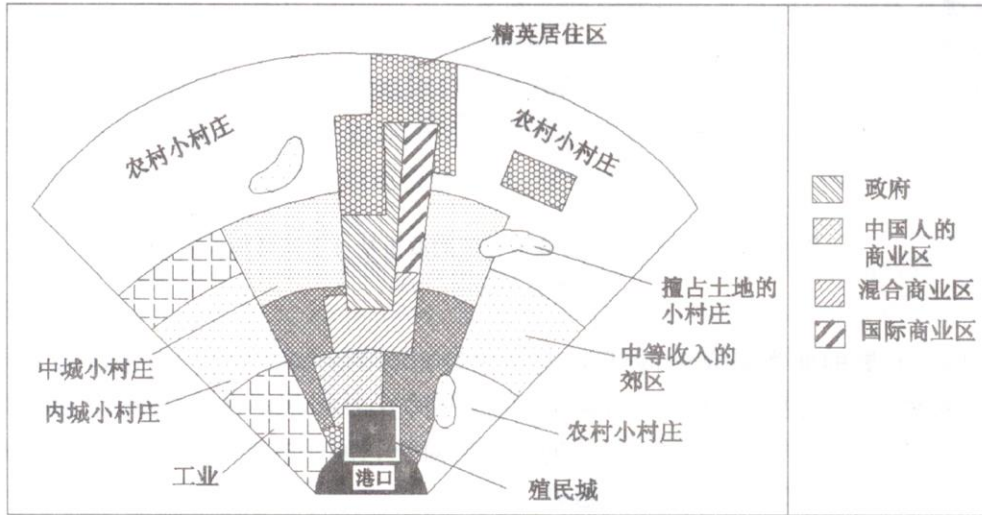 精英居住区
农村小村庄
农村小村庄
政府
中国人的
商业区
混合商业区
国际商业区
擅占土地的
小村庄
中等收入的
郊区
农村小村庄
殖民城
港口
中城小村庄
内城小村庄
工业